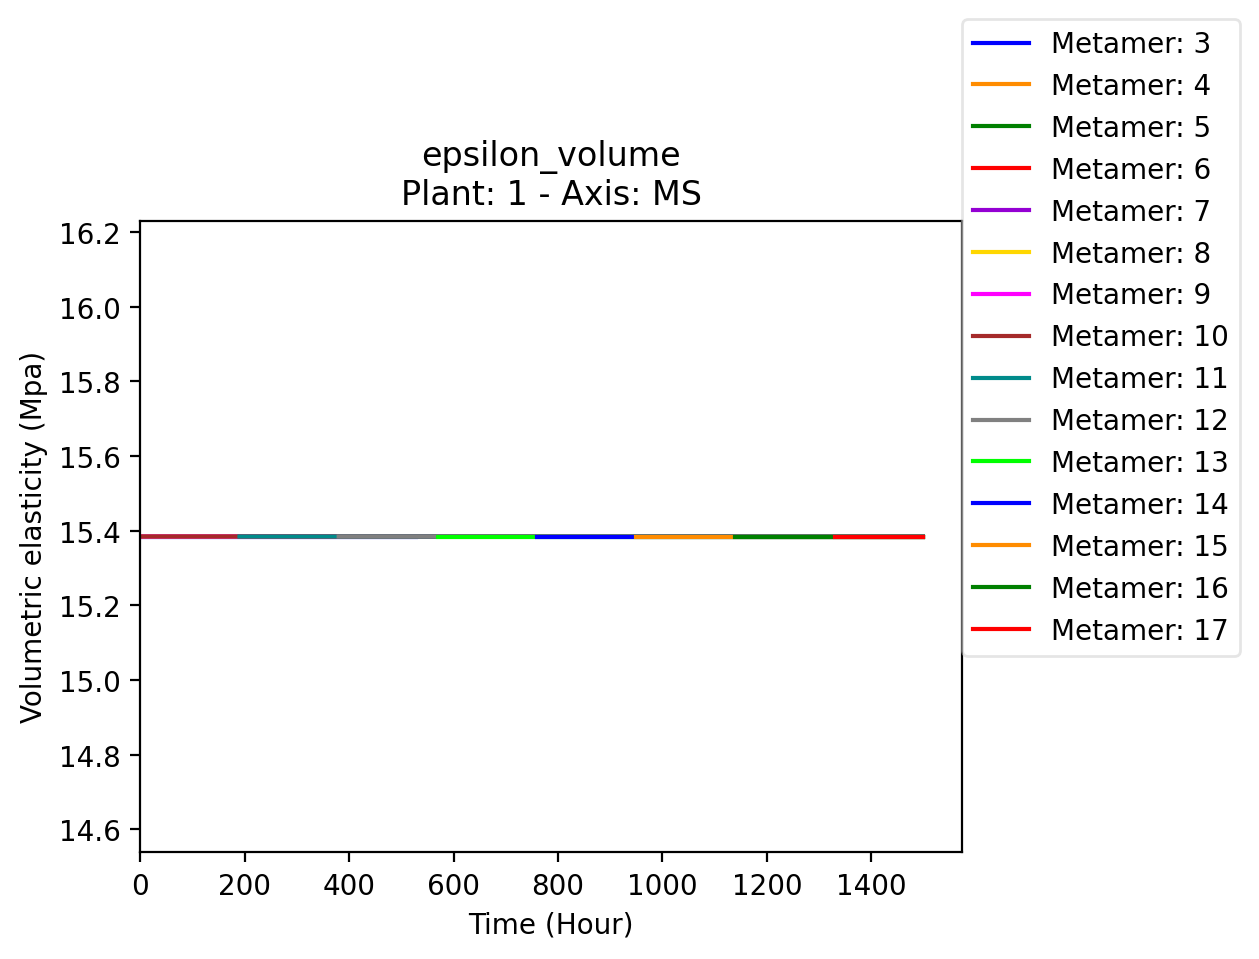 epsilon_volume
Plant: 1 - Axis: MS
Volumetric elasticity (Mpa)
16.2
16.0
15.8
15.6
15.4
15.2
15.0
14.8
14.6
0 200 400 600 800 1000 1200 1400
Time (Hour)
Metamer: 3
Metamer: 4
Metamer: 5
Metamer: 6
Metamer: 7
Metamer: 8
Metamer: 9
Metamer: 10
Metamer: 11
Metamer: 12
Metamer: 13
Metamer: 14
Metamer: 15
Metamer: 16
Metamer: 17